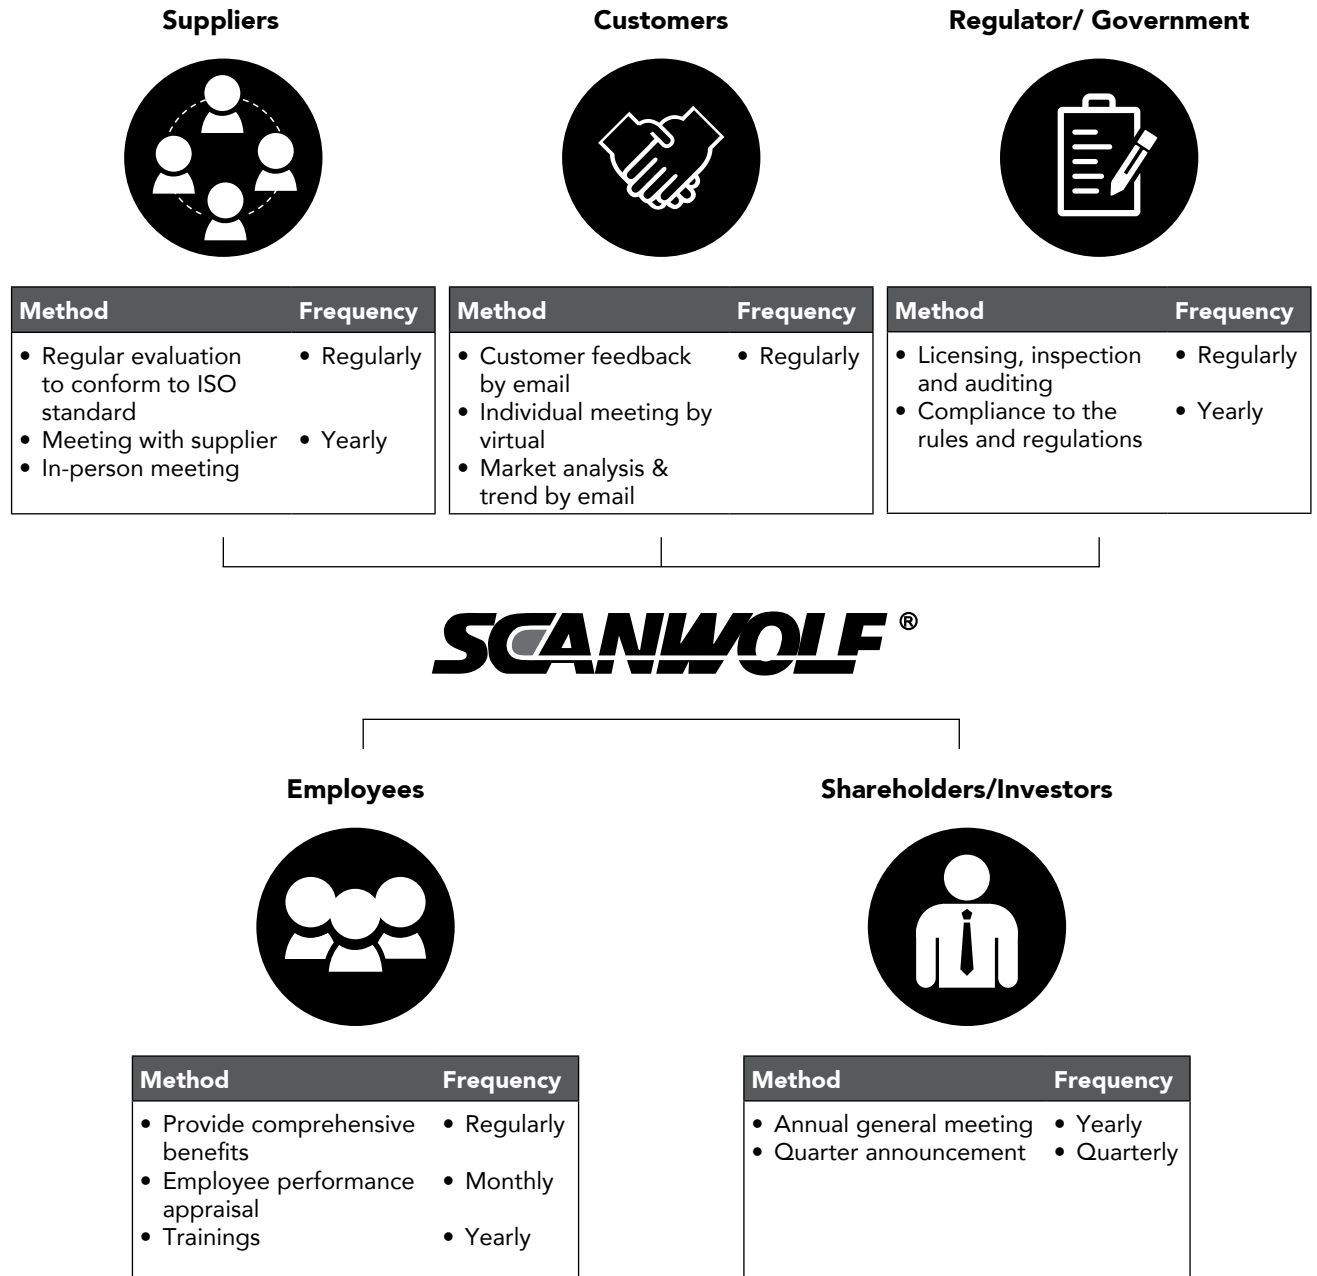 Suppliers
Customers
Regulator/ Government
Method Frequency
• Regular evaluation • Regularly
to conform to ISO
standard
• Meeting with supplier • Yearly
• In-person meeting
Method Frequency
• Customer feedback • Regularly
by email
• Individual meeting by
virtual
• Market analysis &
trend by email
Method Frequency
• Licensing, inspection • Regularly
and auditing
• Compliance to the • Yearly
rules and regulations
SCANWOLF ®
Employees
Shareholders/Investors
Method Frequency
• Provide comprehensive • Regularly
benefits
• Employee performance • Monthly
appraisal
• Trainings • Yearly
Method Frequency
• Annual general meeting • Yearly
• Quarter announcement • Quarterly